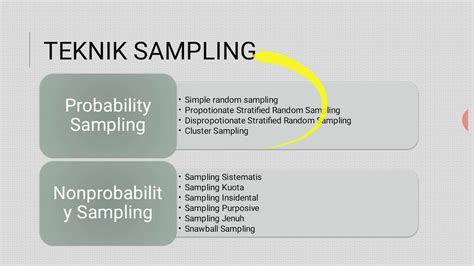 TEKNIK SAMPLING
Probability
Sampling
• Simple random sampling
• Propotionate Stratified Random Sampling
• Dispropotionate Stratified Random Sampling
• Cluster Sampling
Nonprobabilit
y Sampling
• Sampling Sistematis
• Sampling Kuota
• Sampling Insidental
• Sampling Purposive
• Sampling Jenuh
• Snawball Sampling